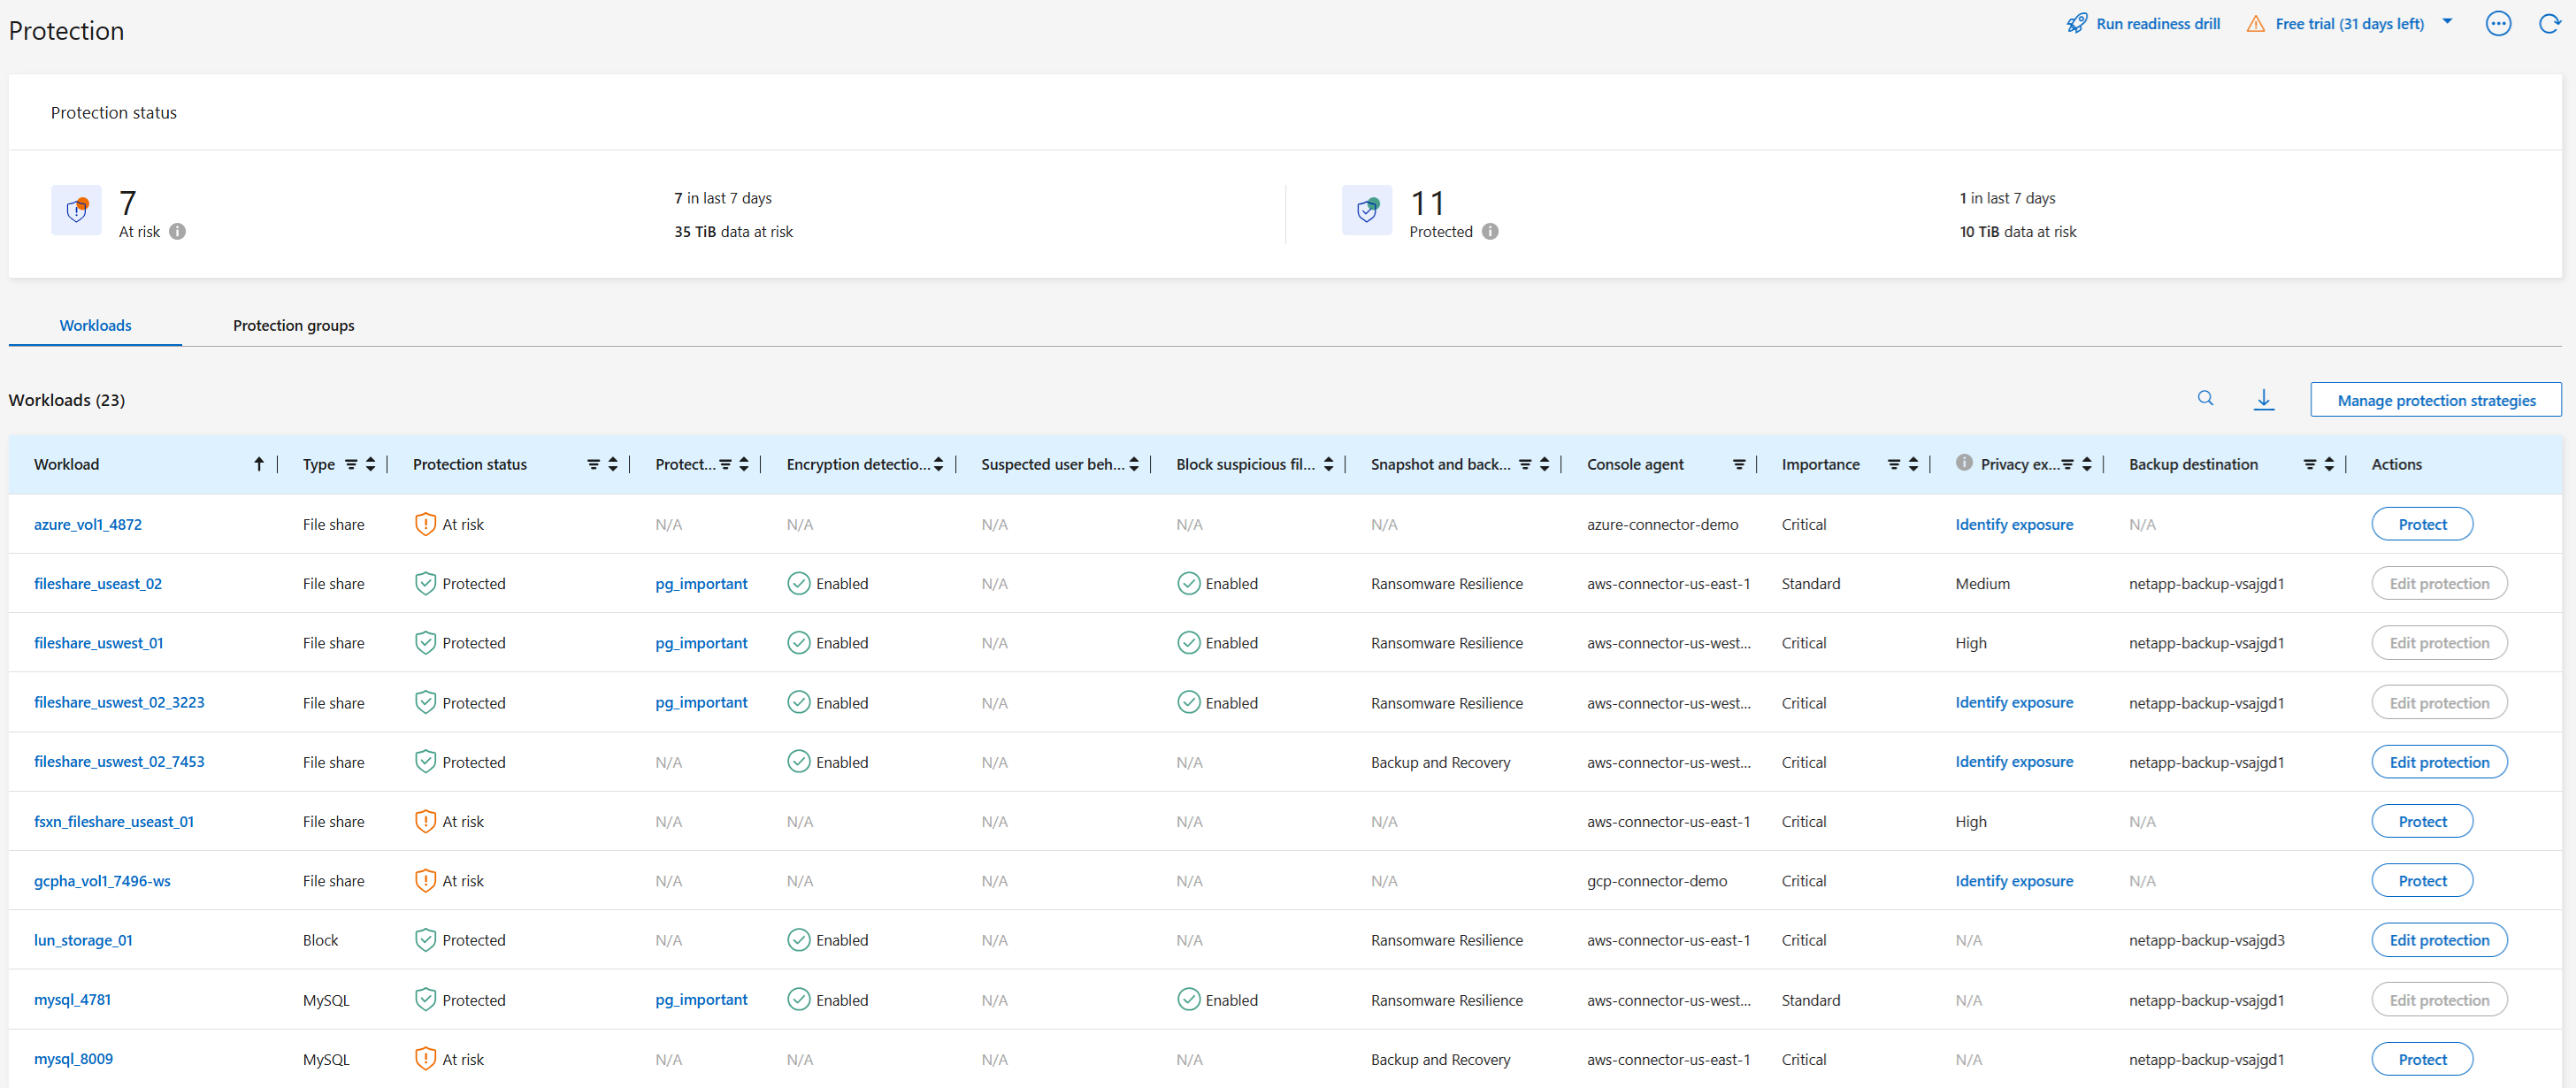 Protection
Run readiness drill
Free trial (31 days left)
Protection status
7
At risk
7 in last 7 days
35 TiB data at risk
11
Protected
1 in last 7 days
10 TiB data at risk
Workloads Protection groups
Workloads (23)
Manage protection strategies
Workload Type Protection status Protect... Encryption detectio... Suspected user beh... Block suspicious fil... Snapshot and back... Console agent Importance Privacy ex... Backup destination Actions
azure_vol1_4872 File share At risk N/A N/A N/A N/A N/A azure-connector-demo Critical Identify exposure N/A Protect
fileshare_useast_02 File share Protected pg_important Enabled N/A Enabled Ransomware Resilience aws-connector-us-east-1 Standard Medium netapp-backup-vsajgd1 Edit protection
fileshare_uswest_01 File share Protected pg_important Enabled N/A Enabled Ransomware Resilience aws-connector-us-west... Critical High netapp-backup-vsajgd1 Edit protection
fileshare_uswest_02_3223 File share Protected pg_important Enabled N/A Enabled Ransomware Resilience aws-connector-us-west... Critical Identify exposure netapp-backup-vsajgd1 Edit protection
fileshare_uswest_02_7453 File share Protected N/A Enabled N/A N/A Backup and Recovery aws-connector-us-west... Critical Identify exposure netapp-backup-vsajgd1 Edit protection
fsxn_fileshare_useast_01 File share At risk N/A N/A N/A N/A N/A aws-connector-us-east-1 Critical High N/A Protect
gcpha_vol1_7496-ws File share At risk N/A N/A N/A N/A N/A gcp-connector-demo Critical Identify exposure N/A Protect
lun_storage_01 Block Protected N/A Enabled N/A N/A Ransomware Resilience aws-connector-us-east-1 Critical N/A netapp-backup-vsajgd3 Edit protection
mysql_4781 MySQL Protected pg_important Enabled N/A Enabled Ransomware Resilience aws-connector-us-west... Standard N/A netapp-backup-vsajgd1 Edit protection
mysql_8009 MySQL At risk N/A N/A N/A N/A Backup and Recovery aws-connector-us-east-1 Critical N/A netapp-backup-vsajgd1 Protect